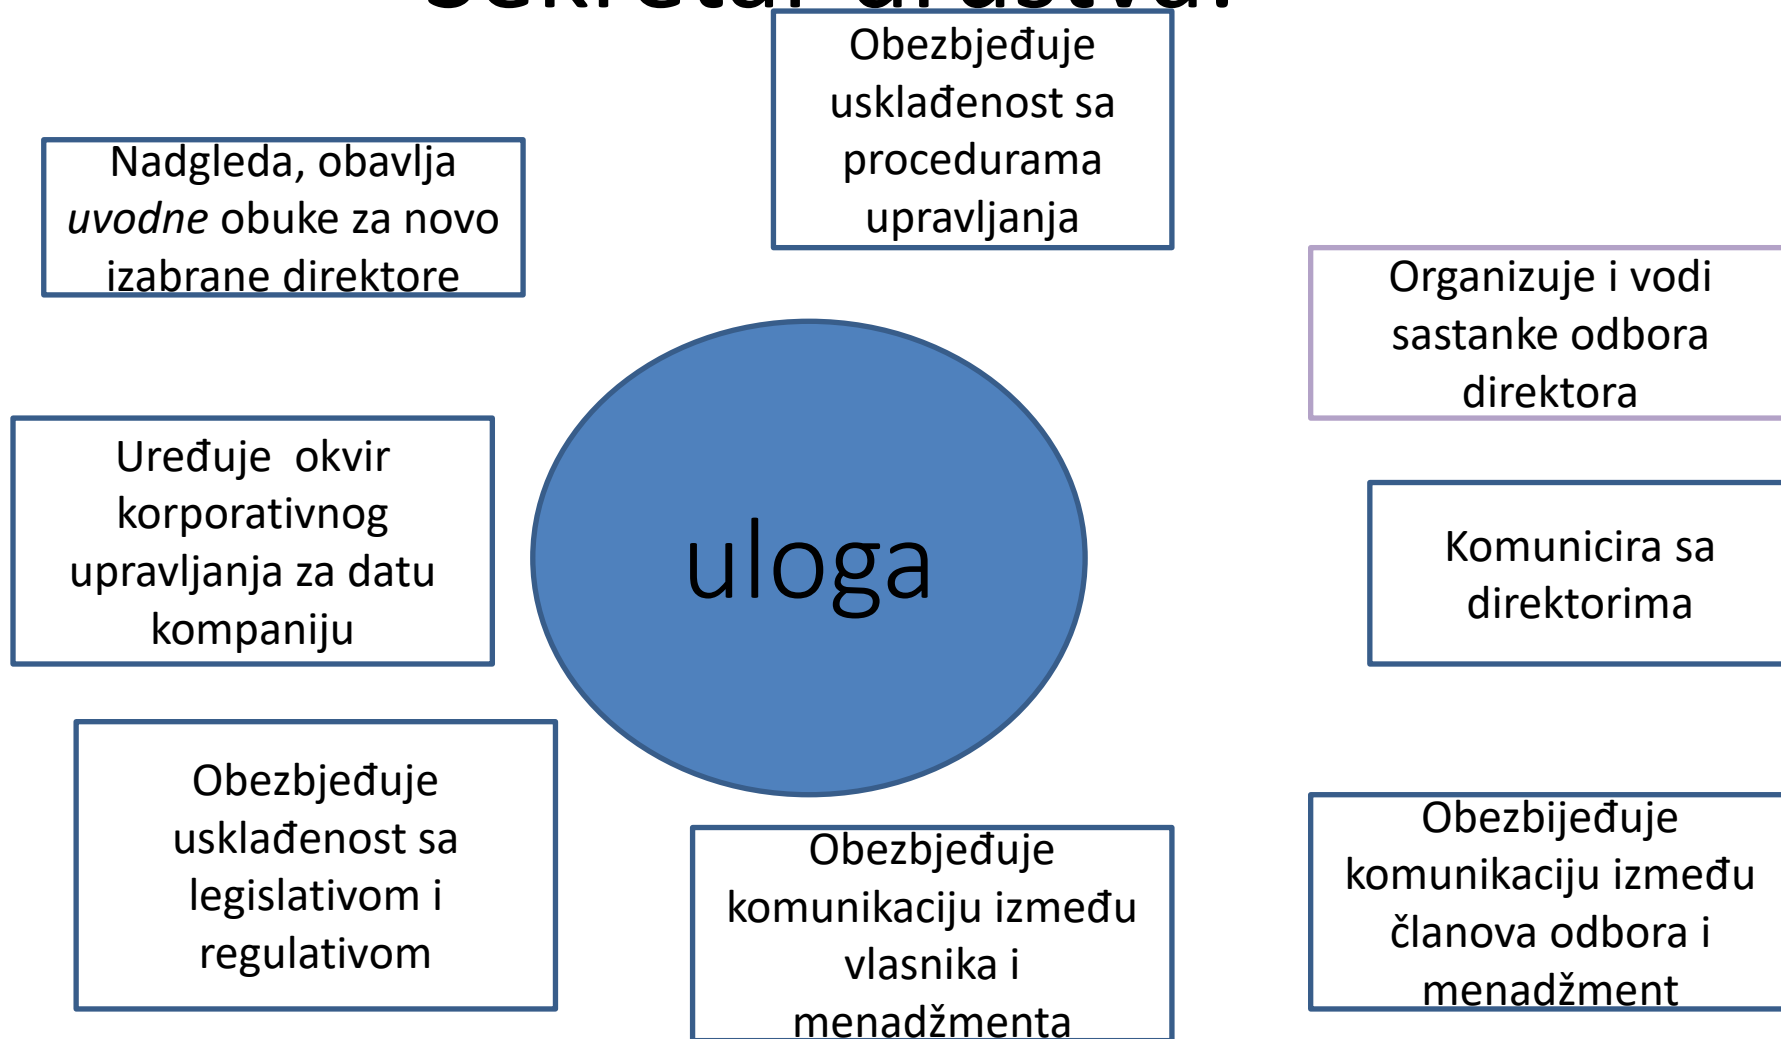 Sekretar društva:
Obezbjeđuje
usklađenost sa
procedurama
upravljanja
Nadgleda, obavlja
uvodne obuke za novo
izabrane direktore
Organizuje i vodi
sastanke odbora
direktora
Uređuje  okvir
korporativnog
upravljanja za datu
kompaniju
uloga
Komunicira sa
direktorima
Obezbjeđuje
usklađenost sa
legislativom i
regulativom
Obezbjeđuje
komunikaciju između
vlasnika i
menadžmenta
Obezbijeđuje
komunikaciju između
članova odbora i
menadžment